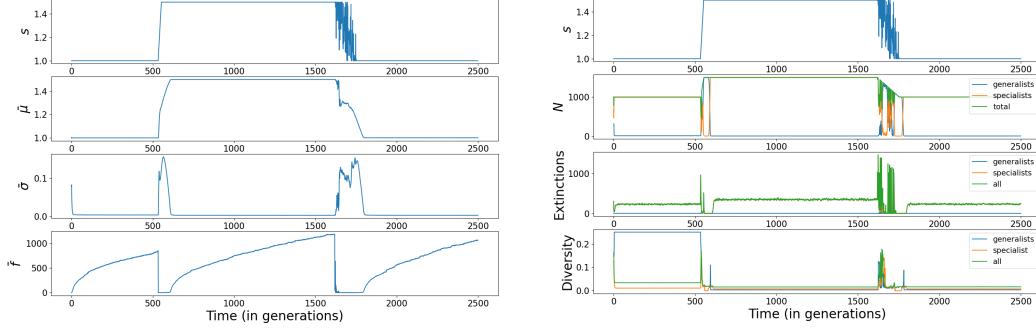 s
1.4
1.2
1.0
0 500 1000 1500 2000 2500
μ̄
1.4
1.2
1.0
0 500 1000 1500 2000 2500
σ̄
0.1
0.0
0 500 1000 1500 2000 2500
f̄
1000
500
0
0 500 1000 1500 2000 2500
Time (in generations)
s
1.4
1.2
1.0
0 500 1000 1500 2000 2500
N
1000
0
generalists
specialists
total
0 500 1000 1500 2000 2500
Extinctions
1000
0
generalists
specialists
all
0 500 1000 1500 2000 2500
Diversity
0.2
0.1
0.0
generalists
specialist
all
0 500 1000 1500 2000 2500
Time (in generations)